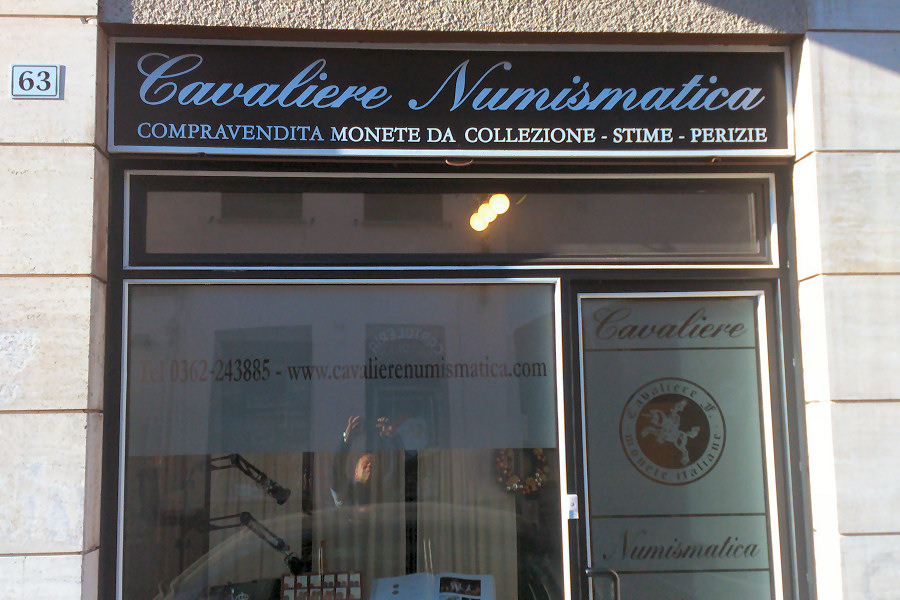 63
Cavaliere Numismatica
COMPRAVENDITA MONETE DA COLLEZIONE - STIME - PERIZIE
Tel 0362-243885 - www.cavalierenumismatica.com
Cavaliere
Cavaliere F.
monete italiane
Numismatica